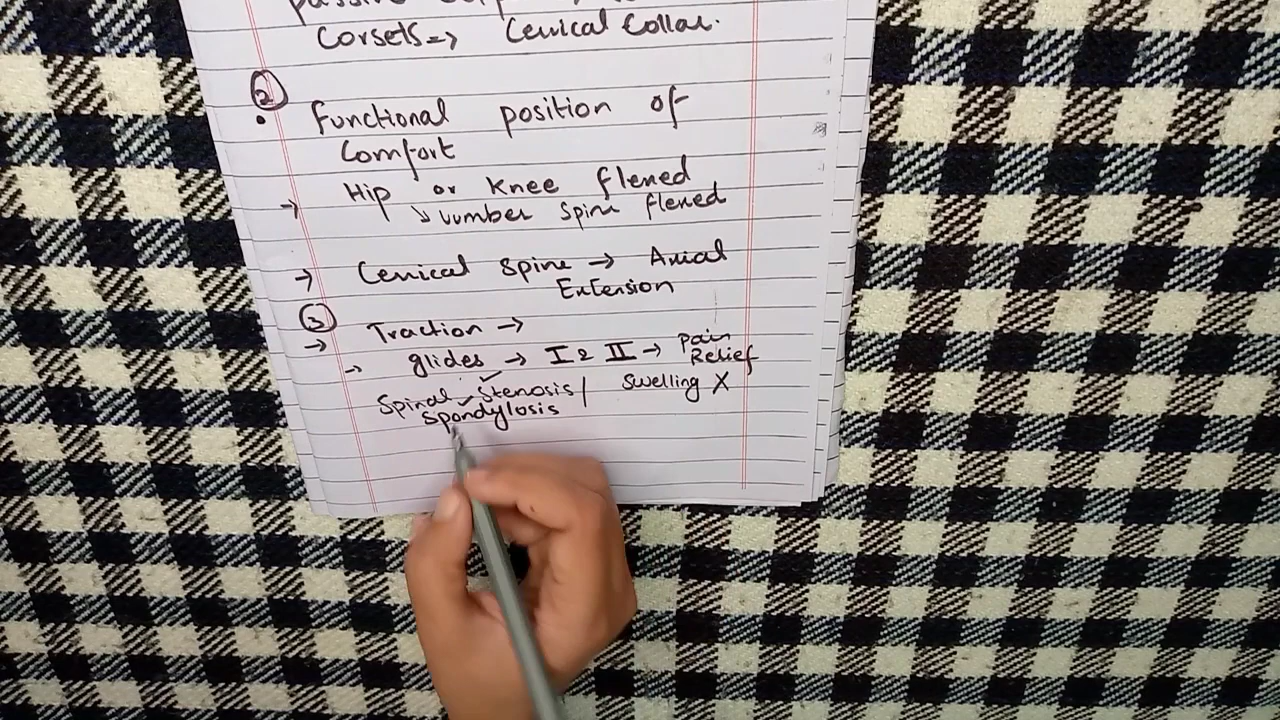 passive
Corsets => Cervical Collar.
②
• functional position of
Comfort
→ Hip or Knee flexed
↘ Lumber Spine flexed
→ Cervical Spine → Axial
Extension
③
→ Traction →
→ glides → I & II → pain
Relief
Spinal Stenosis / Swelling X
Spondylosis